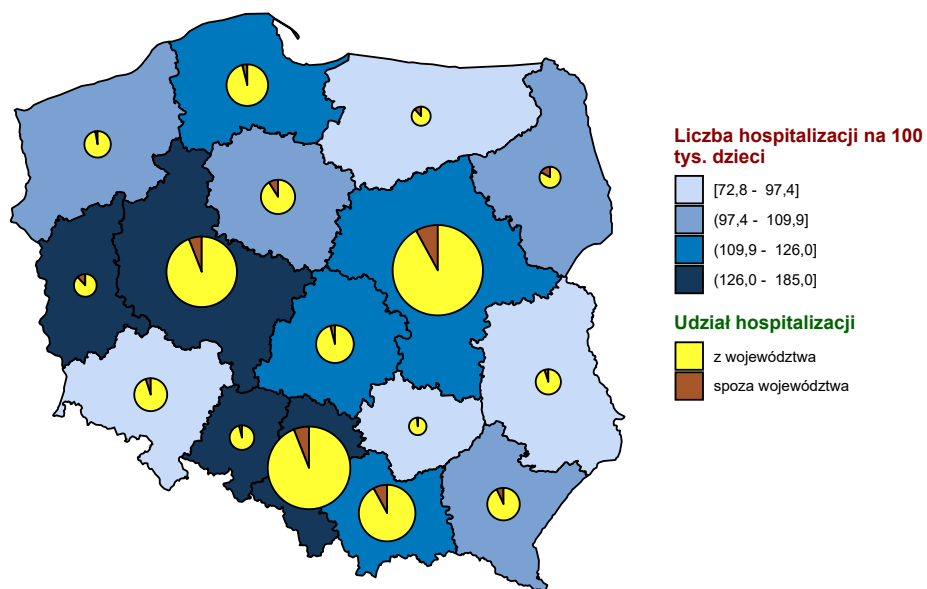 Liczba hospitalizacji na 100
tys. dzieci
[72,8 - 97,4]
(97,4 - 109,9]
(109,9 - 126,0]
(126,0 - 185,0]
Udział hospitalizacji
z województwa
spoza województwa